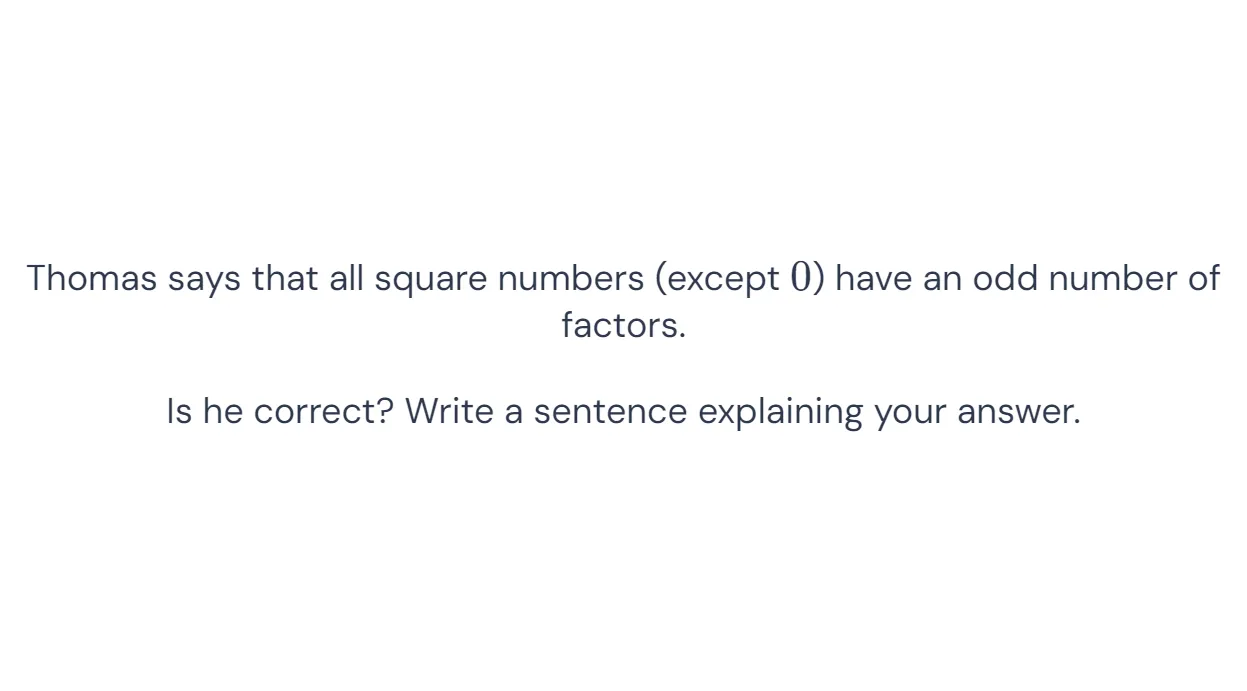 Thomas says that all square numbers (except 0) have an odd number of
factors.
Is he correct? Write a sentence explaining your answer.